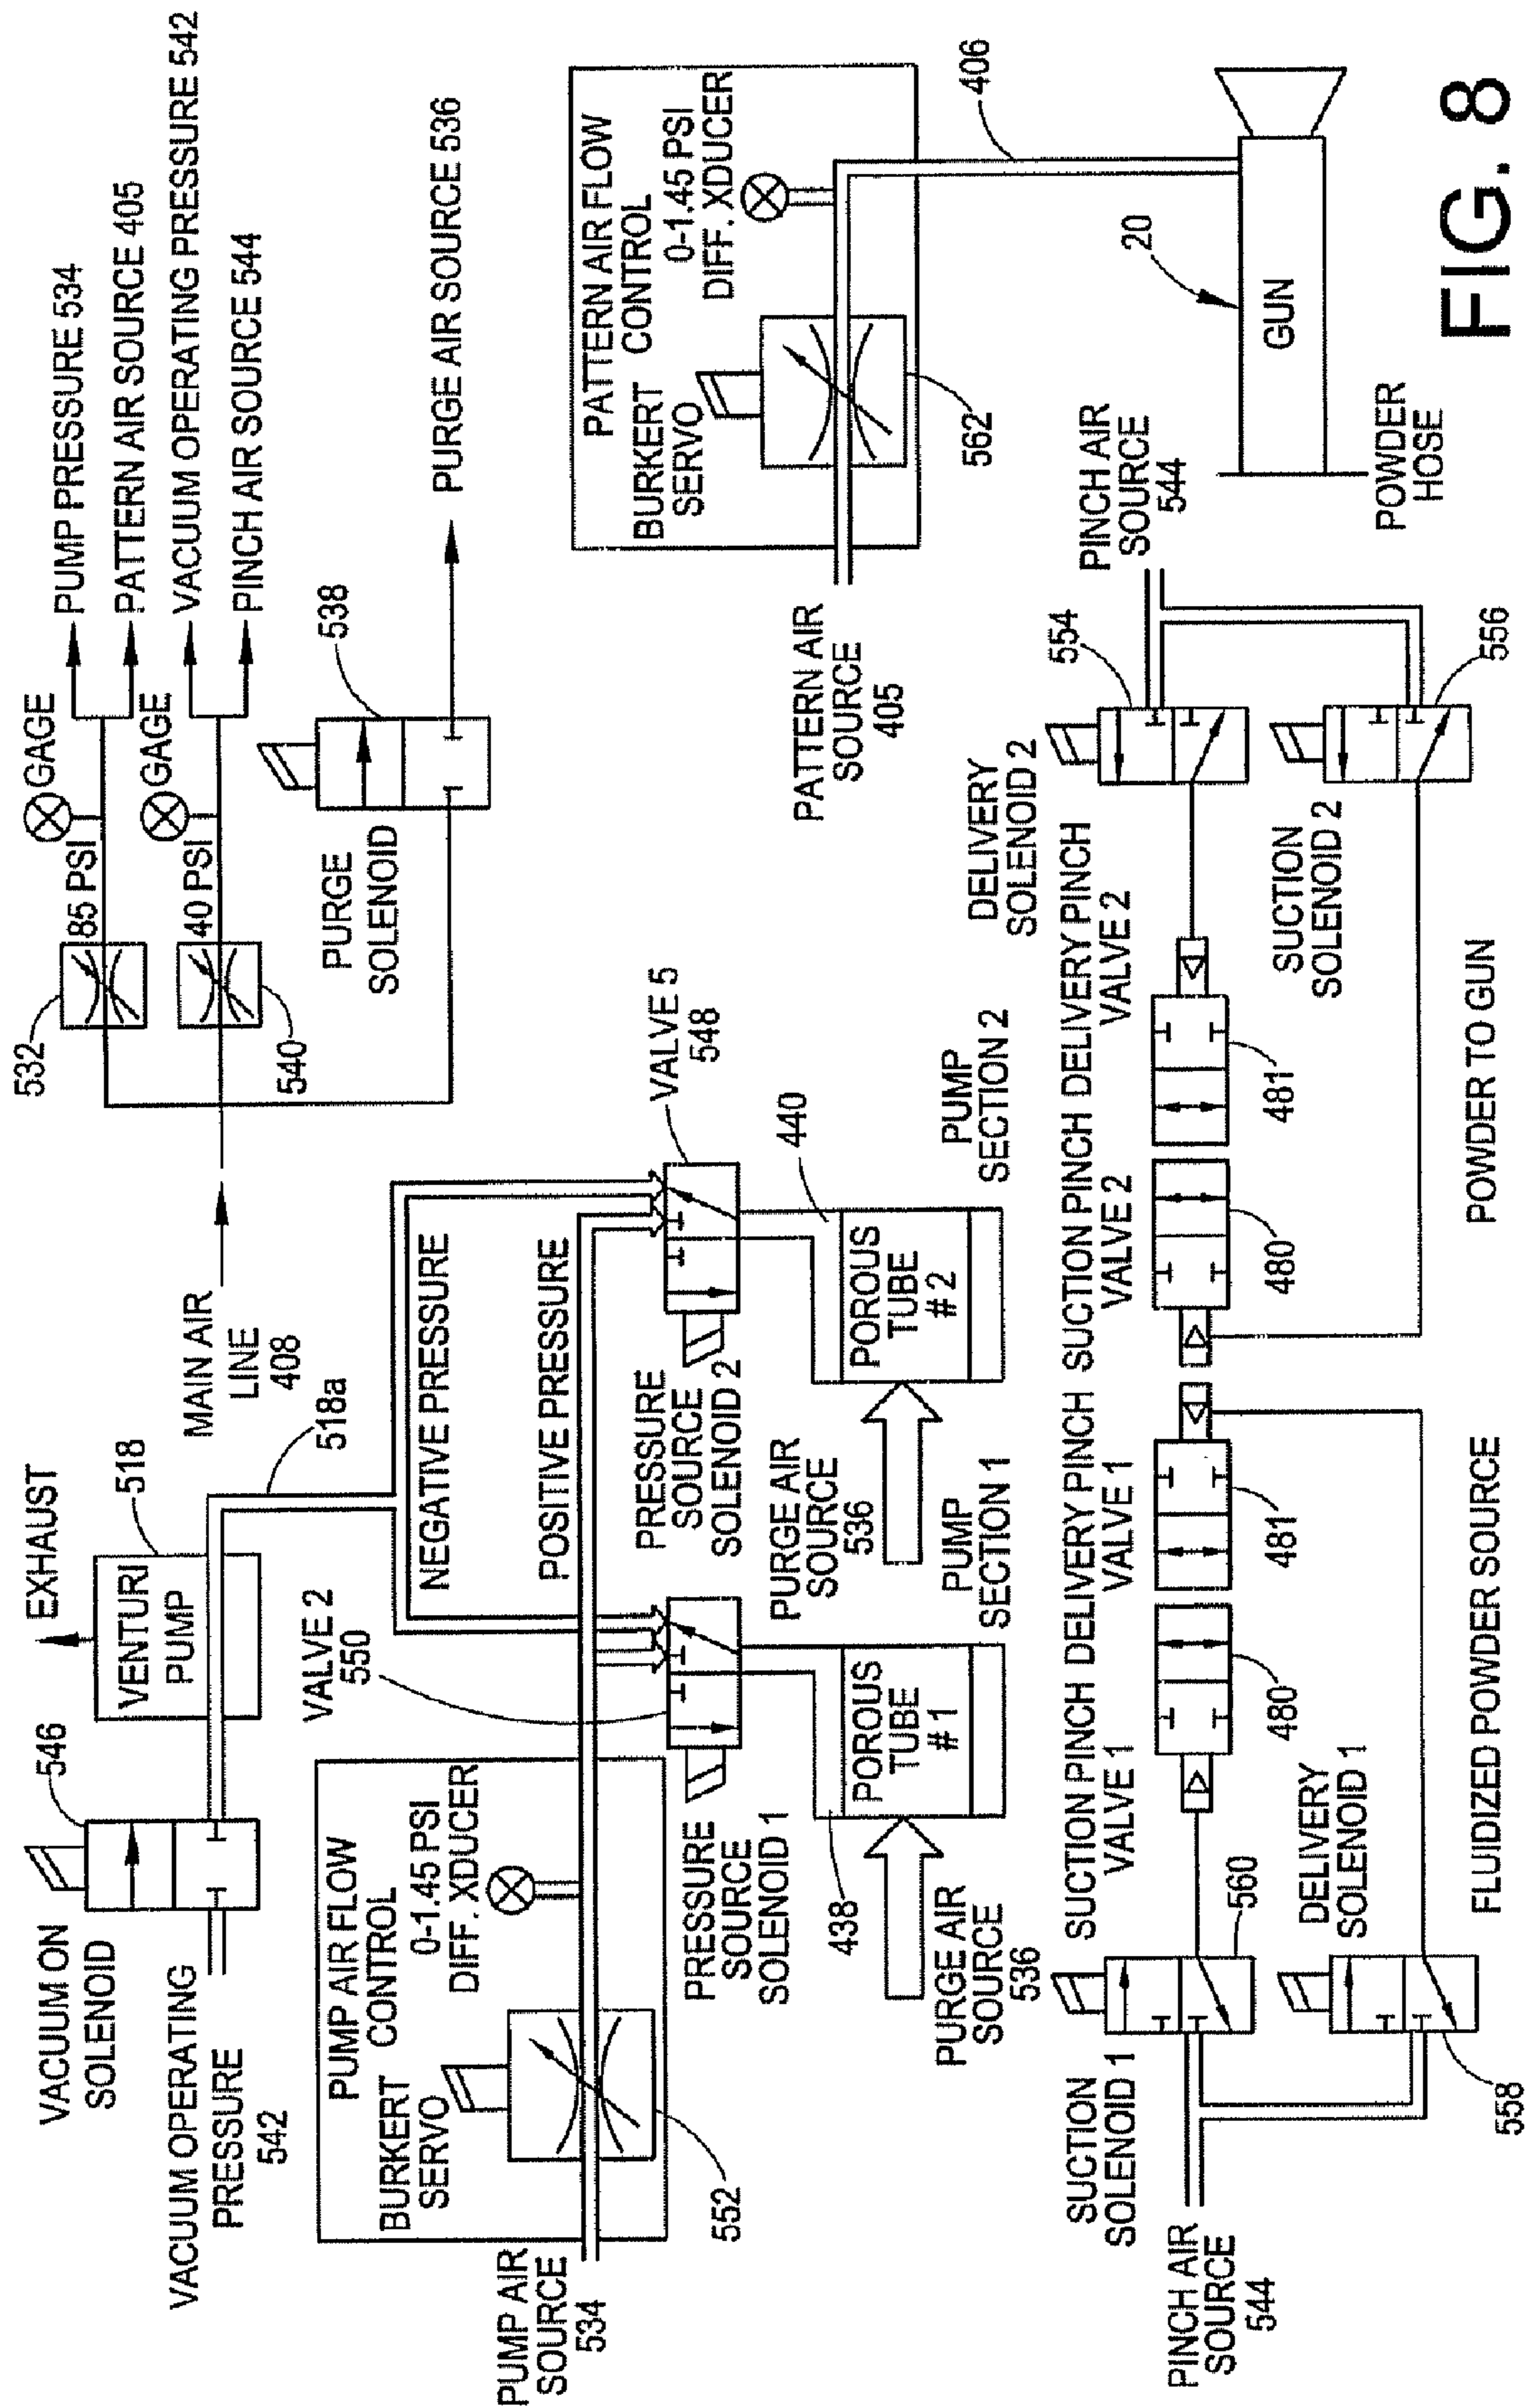 VACUUM ON
SOLENOID
546
EXHAUST
VENTURI
PUMP
518
VACUUM OPERATING
PRESSURE
542
518a
MAIN AIR
LINE
408
532
85 PSI
GAGE
PUMP PRESSURE 534
PATTERN AIR SOURCE 405
540
40 PSI
GAGE
VACUUM OPERATING PRESSURE 542
PINCH AIR SOURCE 544
PURGE
SOLENOID
538
PURGE AIR SOURCE 536
PUMP AIR FLOW
CONTROL
BURKERT
SERVO
0-1.45 PSI
DIFF. XDUCER
552
PUMP AIR
SOURCE
534
VALVE 2
550
NEGATIVE PRESSURE
POSITIVE PRESSURE
VALVE 5
548
PRESSURE
SOURCE
SOLENOID 1
PRESSURE
SOURCE
SOLENOID 2
438
POROUS
TUBE
#1
440
POROUS
TUBE
#2
PURGE AIR
SOURCE
536
PURGE AIR
SOURCE
536
PUMP
SECTION 1
PUMP
SECTION 2
PATTERN AIR FLOW
CONTROL
BURKERT
SERVO
0-1.45 PSI
DIFF. XDUCER
562
PATTERN AIR
SOURCE
405
406
20
GUN
POWDER
HOSE
SUCTION
SOLENOID 1
560
PINCH AIR
SOURCE
544
558
DELIVERY
SOLENOID 1
SUCTION PINCH
VALVE 1
DELIVERY PINCH
VALVE 1
SUCTION PINCH
VALVE 2
DELIVERY PINCH
VALVE 2
480
481
480
481
DELIVERY
SOLENOID 2
554
PINCH AIR
SOURCE
544
SUCTION
SOLENOID 2
556
FLUIDIZED POWDER SOURCE
POWDER TO GUN
FIG. 8